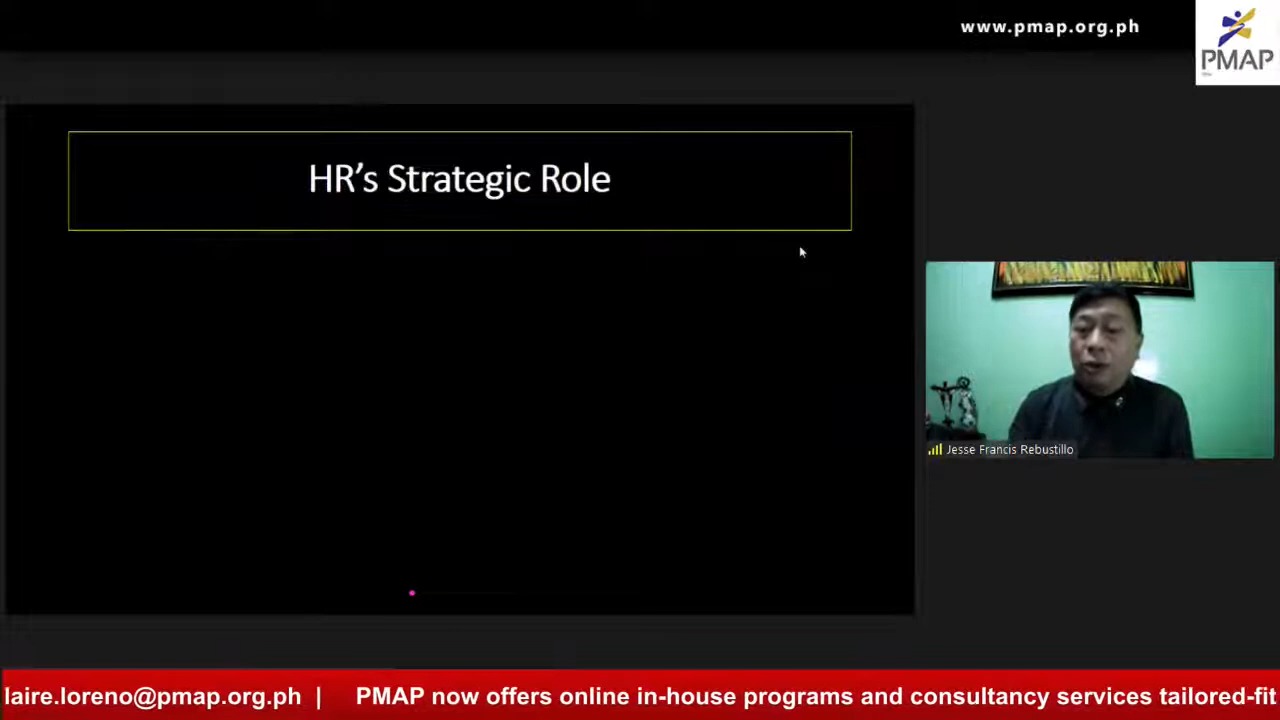 www.pmap.org.ph
PMAP
HR's Strategic Role
Jesse Francis Rebustillo
laire.loreno@pmap.org.ph | PMAP now offers online in-house programs and consultancy services tailored-fit